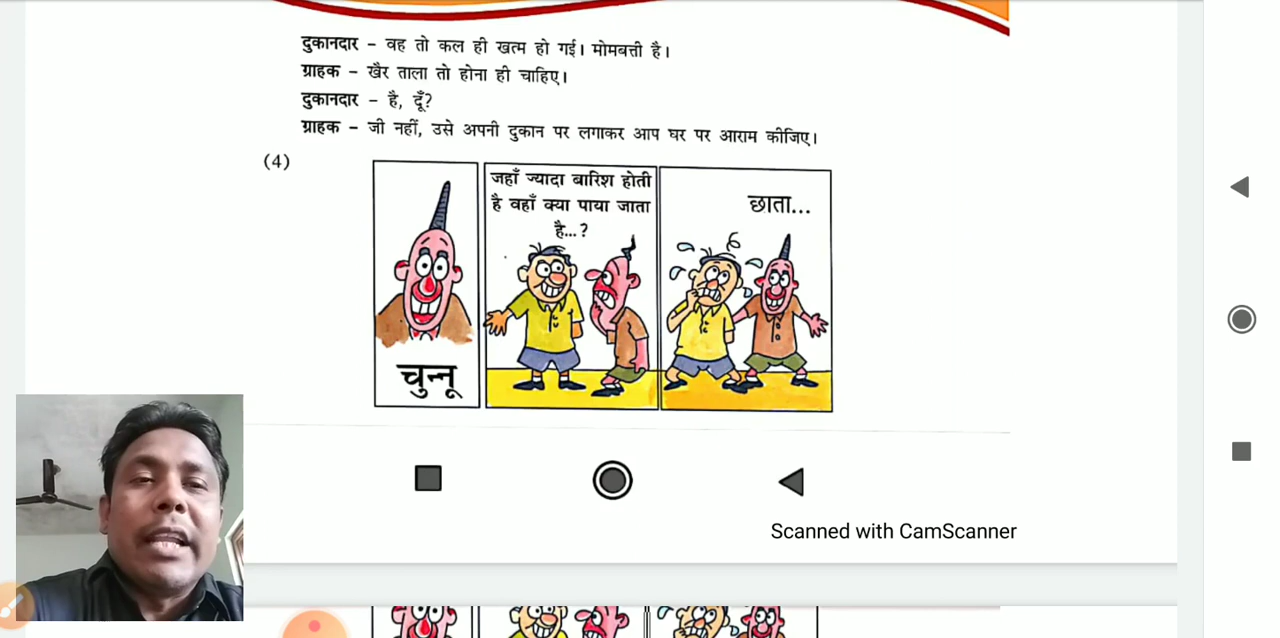 दुकानदार – वह तो कल ही खत्म हो गई। मोमबत्ती है।
ग्राहक – खैर ताला तो होना ही चाहिए।
दुकानदार – है, दूँ?
ग्राहक – जी नहीं, उसे अपनी दुकान पर लगाकर आप घर पर आराम कीजिए।
(4)
चुन्नू
जहाँ ज्यादा बारिश होती
है वहाँ क्या पाया जाता
है...?
छाता...
Scanned with CamScanner